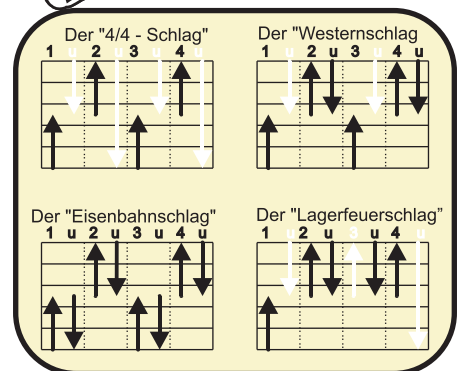 Der "4/4 - Schlag"
1 u 2 u 3 u 4 u
Der "Westernschlag
1 u 2 u 3 u 4 u
Der "Eisenbahnschlag"
1 u 2 u 3 u 4 u
Der "Lagerfeuerschlag"
1 u 2 u 3 u 4 u